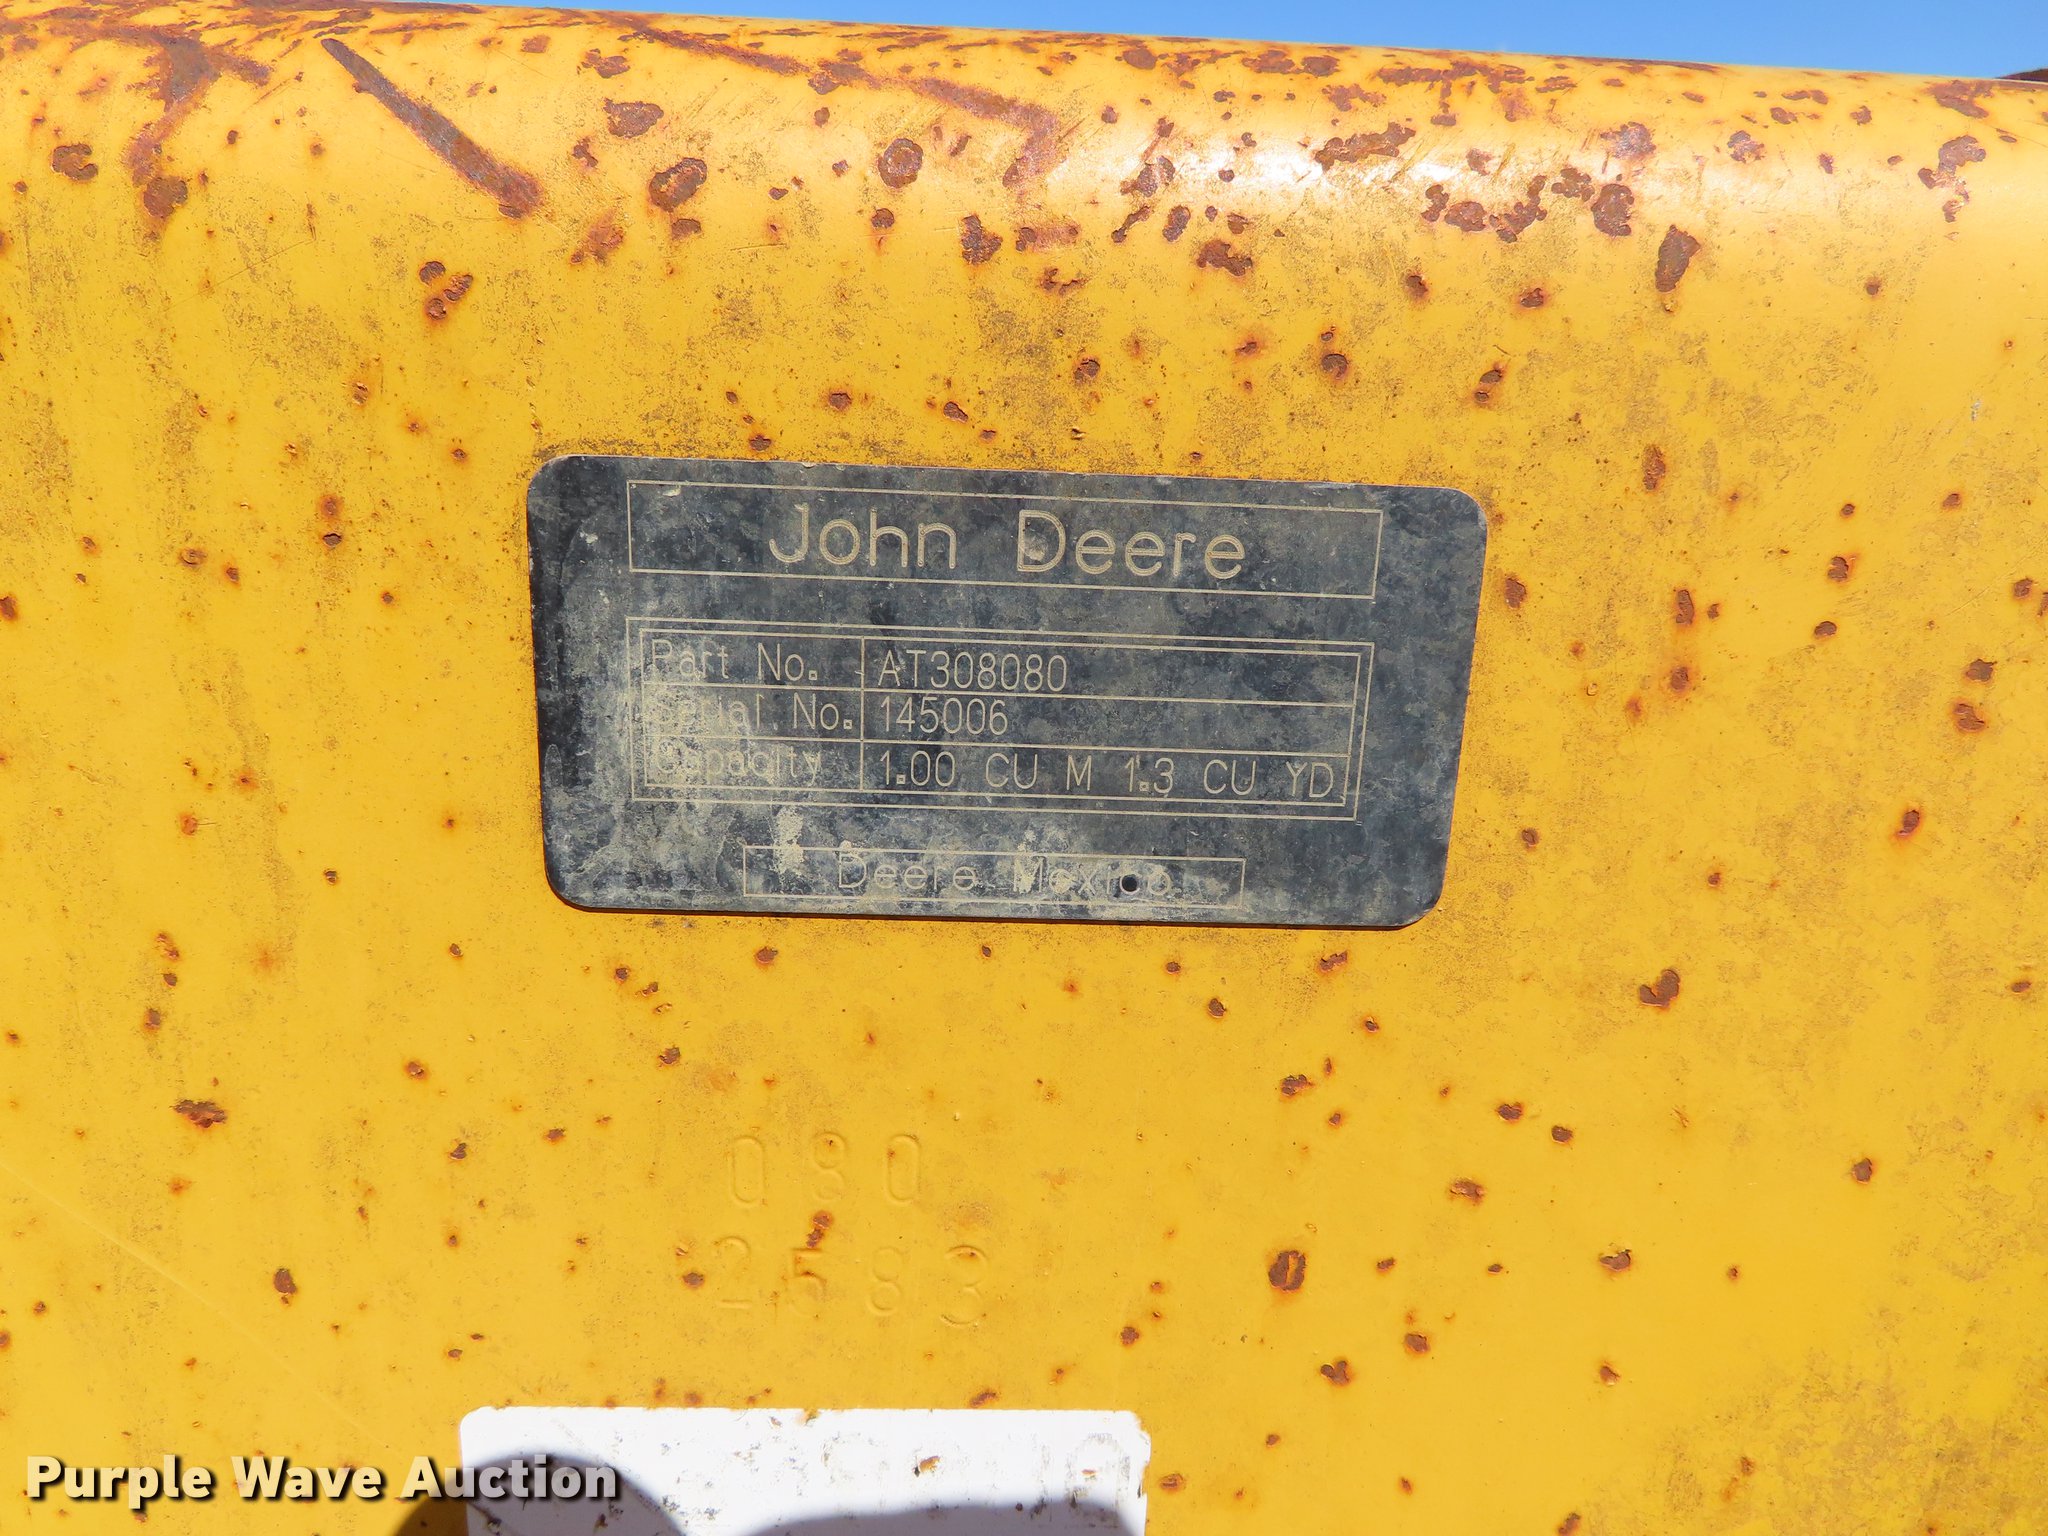 John Deere
Part No. AT308080
Serial No. 145006
Capacity 1.00 CU M 1.3 CU YD
Deere Mexico
090
2583
Purple Wave Auction